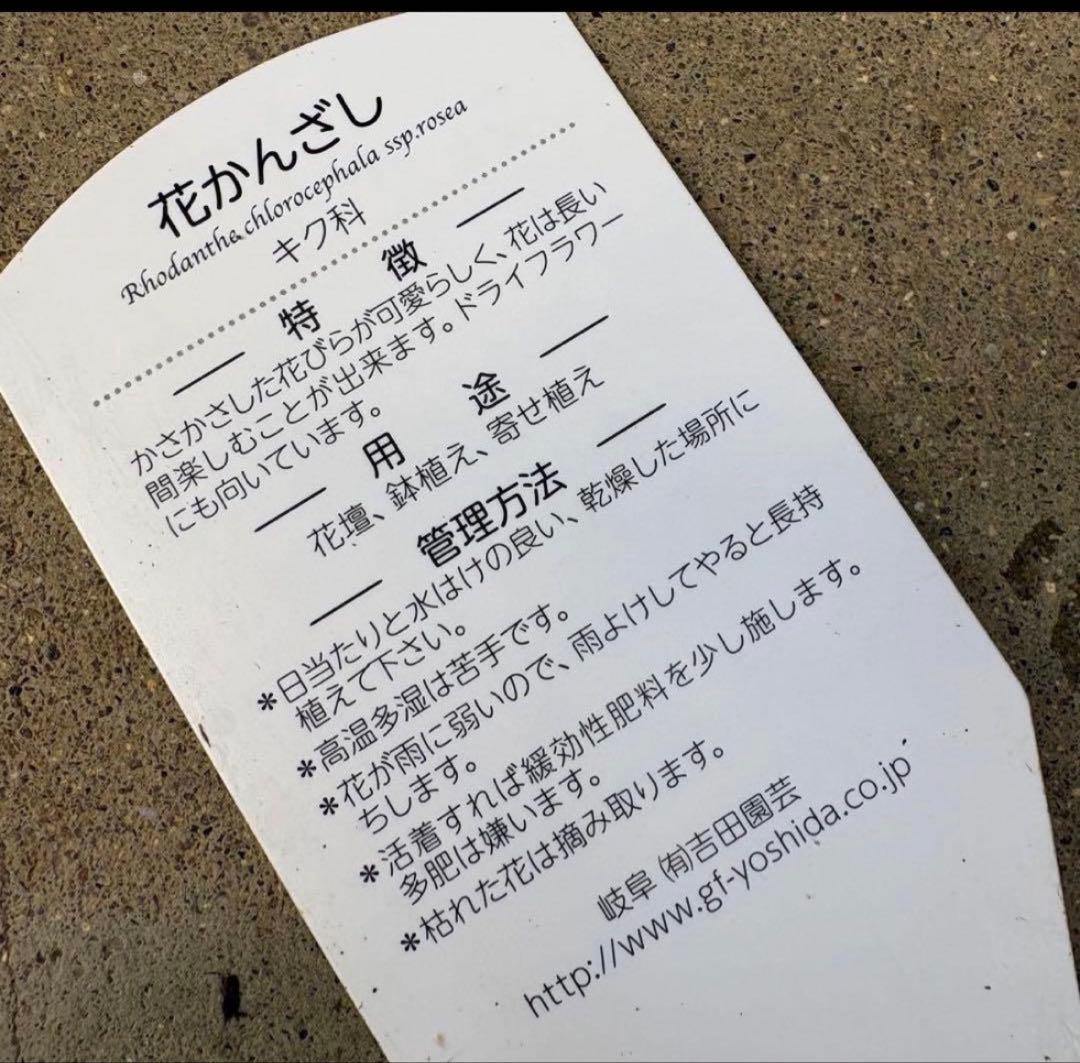 花かんざし
Rhodanthe chlorocephala ssp.rosea
キク科
特徴
かさかさした花びらが可愛らしく、花は長い
間楽しむことが出来ます。ドライフラワー
にも向いています。
用途
花壇、鉢植え、寄せ植え
管理方法
*日当たりと水はけの良い、乾燥した場所に
植えて下さい。
*高温多湿は苦手です。
*花が雨に弱いので、雨よけしてやると長持
ちします。
*活着すれば緩効性肥料を少し施します。
多肥は嫌います。
*枯れた花は摘み取ります。
岐阜 (有)吉田園芸
http://www.gf-yoshida.co.jp